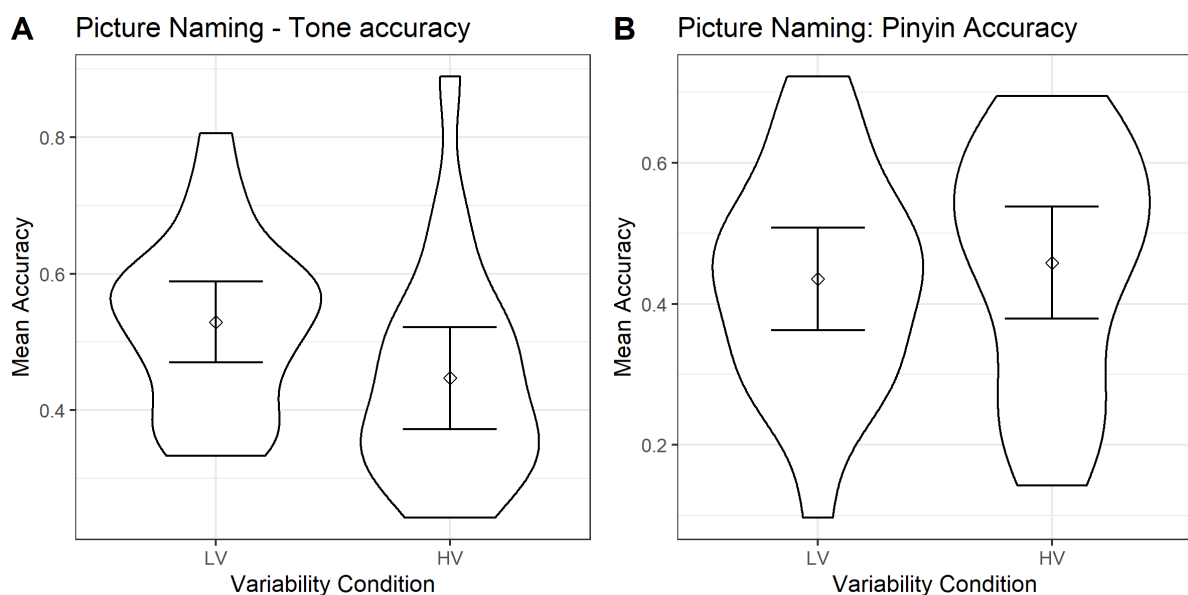 A Picture Naming - Tone accuracy
Mean Accuracy
0.8
0.6
0.4
LV HV
Variability Condition
B Picture Naming: Pinyin Accuracy
Mean Accuracy
0.6
0.4
0.2
LV HV
Variability Condition